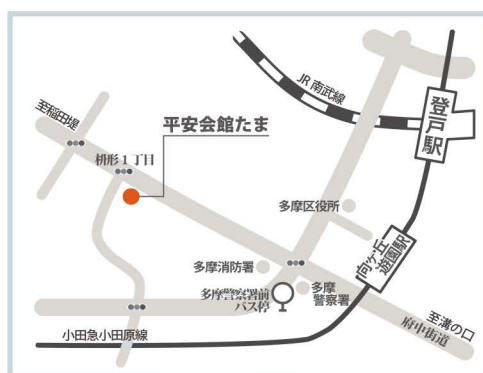 JR南武線
登戸駅
至稲田堤
平安会館たま
枡形1丁目
多摩区役所
向ヶ丘
遊園駅
多摩消防署
多摩警察署前
バス停
多摩
警察署
至溝の口
府中街道
小田急小田原線